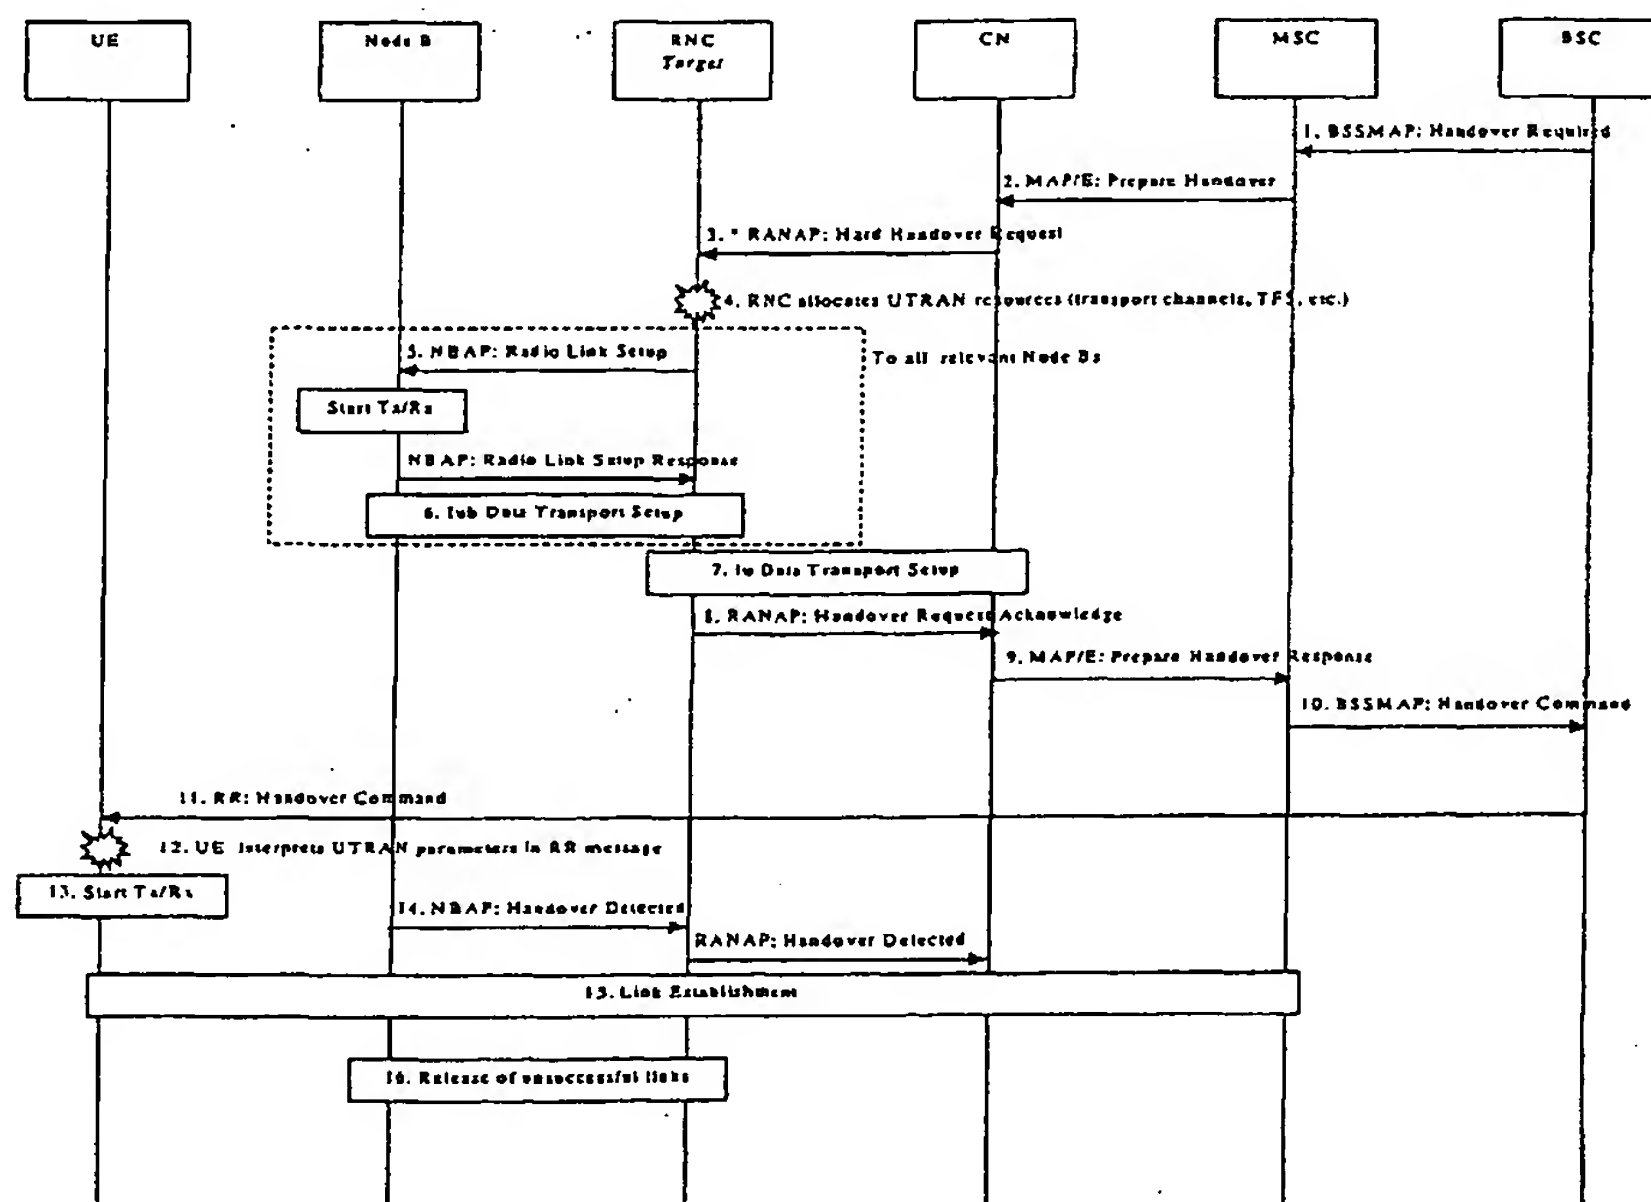 UE
Node B
RNC
Target
CN
MSC
BSC
1. BSSMAP: Handover Required
2. MAP/E: Prepare Handover
3. * RANAP: Hard Handover Request
4. RNC allocates UTRAN resources (transport channels, TFS, etc.)
5. NBAP: Radio Link Setup
To all relevant Node Bs
Start Tx/Rx
NBAP: Radio Link Setup Response
6. Iub Data Transport Setup
7. Iu Data Transport Setup
8. RANAP: Handover Request Acknowledge
9. MAP/E: Prepare Handover Response
10. BSSMAP: Handover Command
11. RR: Handover Command
12. UE interprets UTRAN parameters in RR message
13. Start Tx/Rx
14. NBAP: Handover Detected
RANAP: Handover Detected
15. Link Establishment
16. Release of unsuccessful links